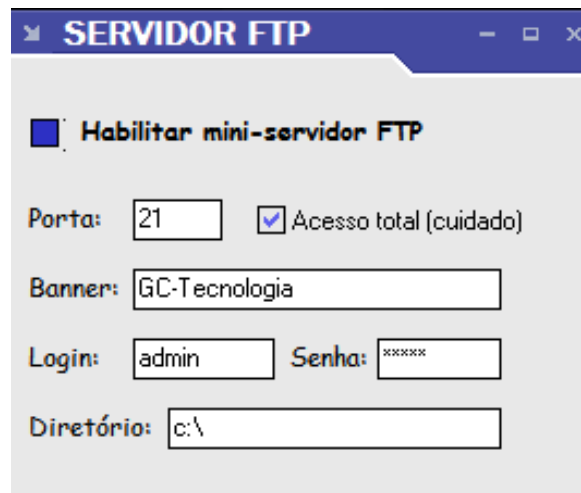 SERVIDOR FTP
Habilitar mini-servidor FTP
Porta: 21 Acesso total (cuidado)
Banner: GC-Tecnologia
Login: admin Senha: *****
Diretório: c:\